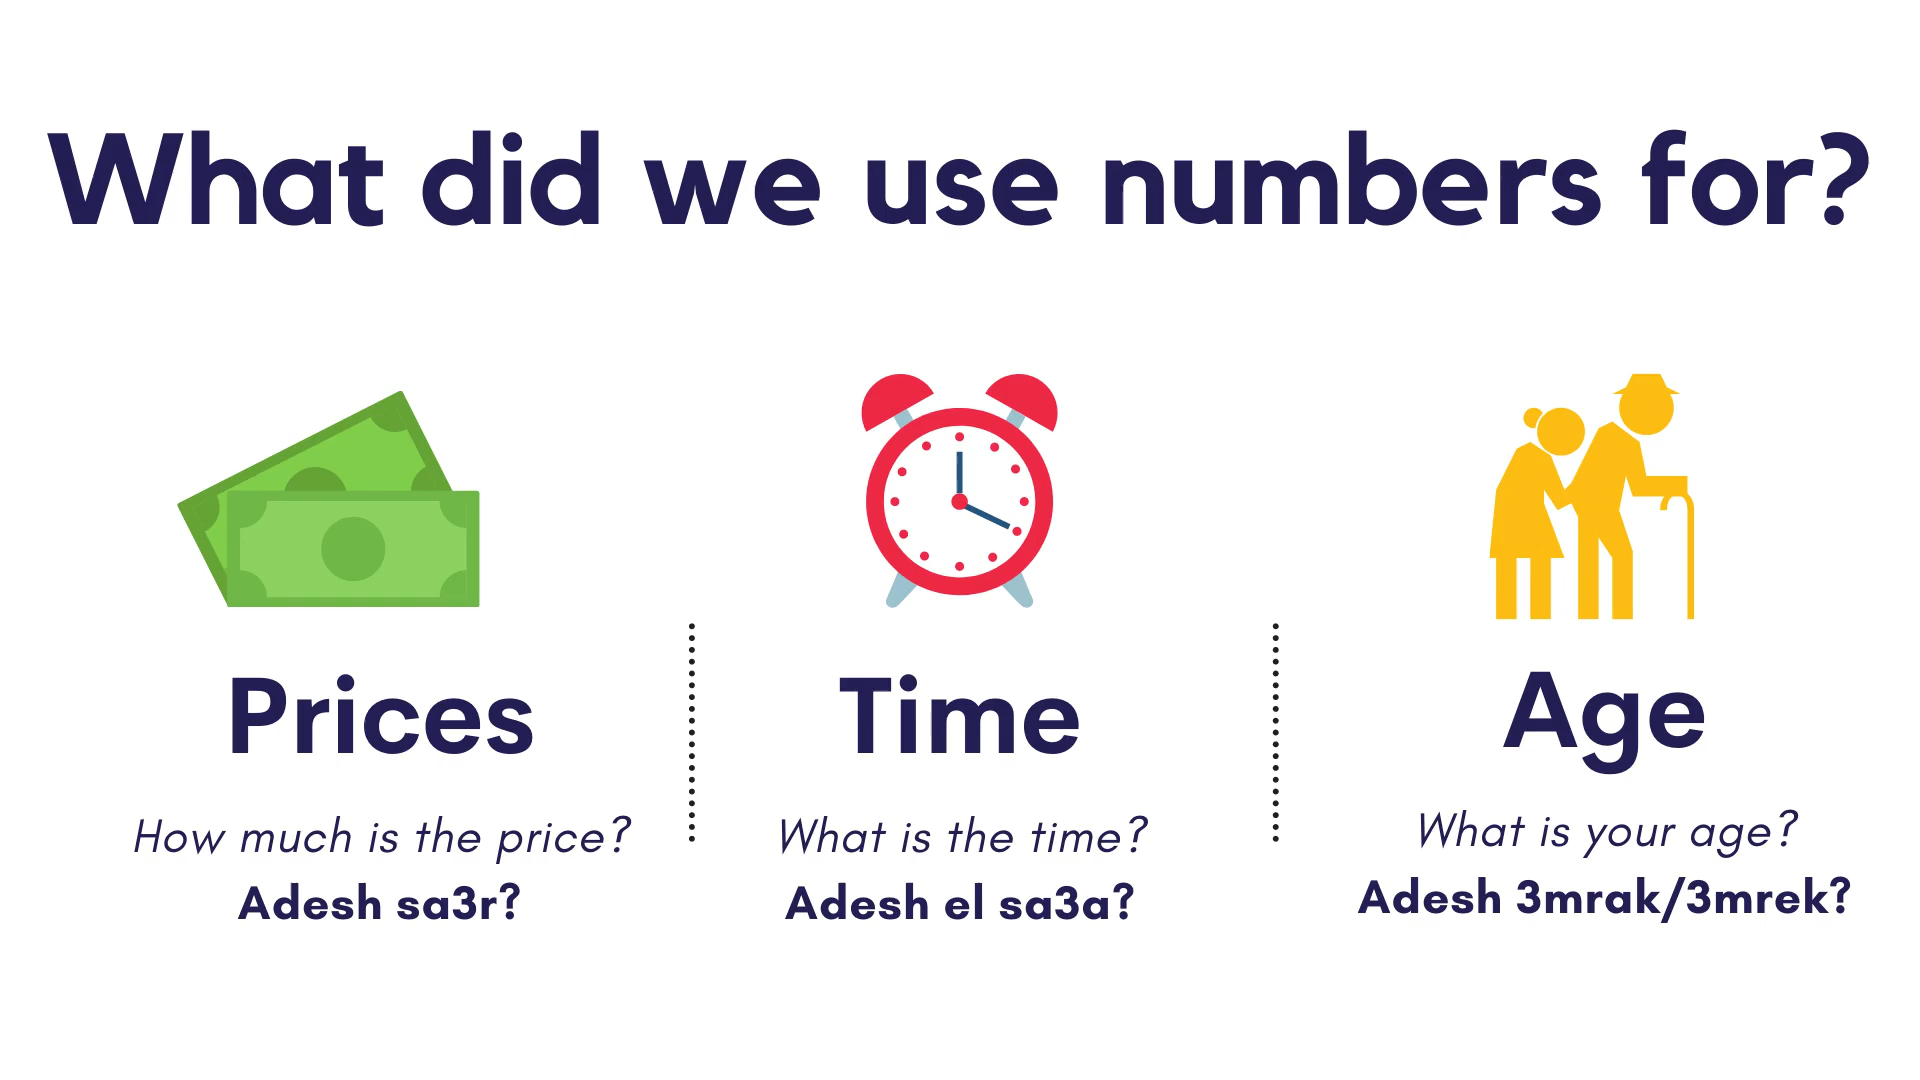 What did we use numbers for?
Prices
How much is the price?
Adesh sa3r?
Time
What is the time?
Adesh el sa3a?
Age
What is your age?
Adesh 3mrak/3mrek?